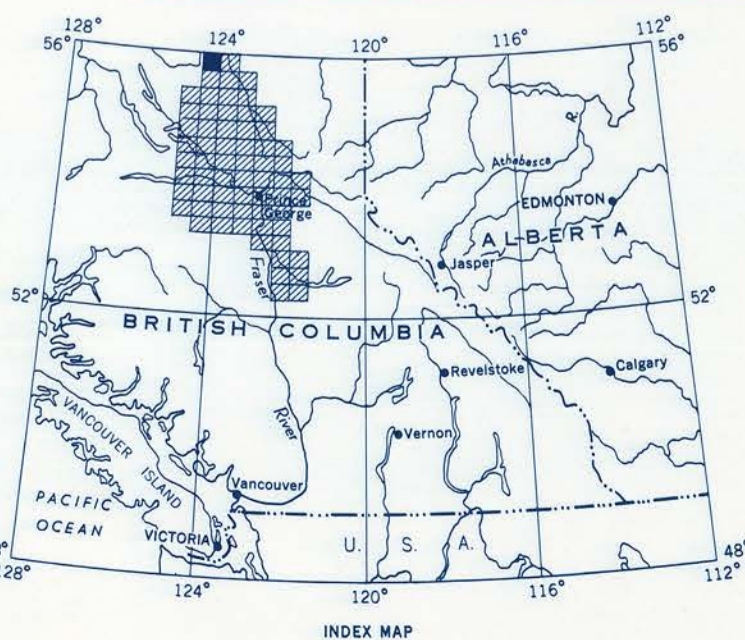 128°
124°
120°
116°
112°
56°
56°
R.
Athabasca
Prince
George
EDMONTON
ALBERTA
Jasper
Fraser
52°
52°
BRITISH COLUMBIA
Revelstoke
Calgary
River
VANCOUVER ISLAND
Vernon
Vancouver
PACIFIC
OCEAN
VICTORIA
U. S. A.
48°
128°
124°
120°
116°
112°
INDEX MAP